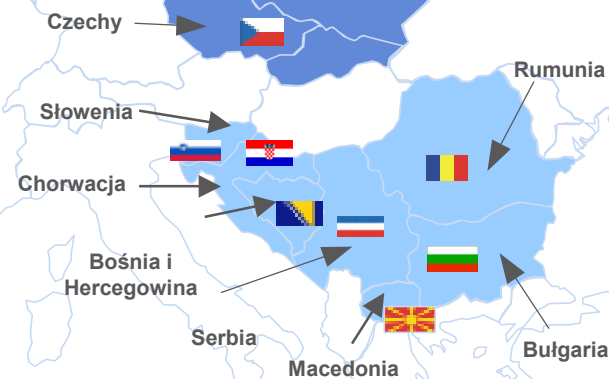 Czechy
Rumunia
Słowenia
Chorwacja
Bośnia i
Hercegowina
Serbia
Macedonia
Bułgaria